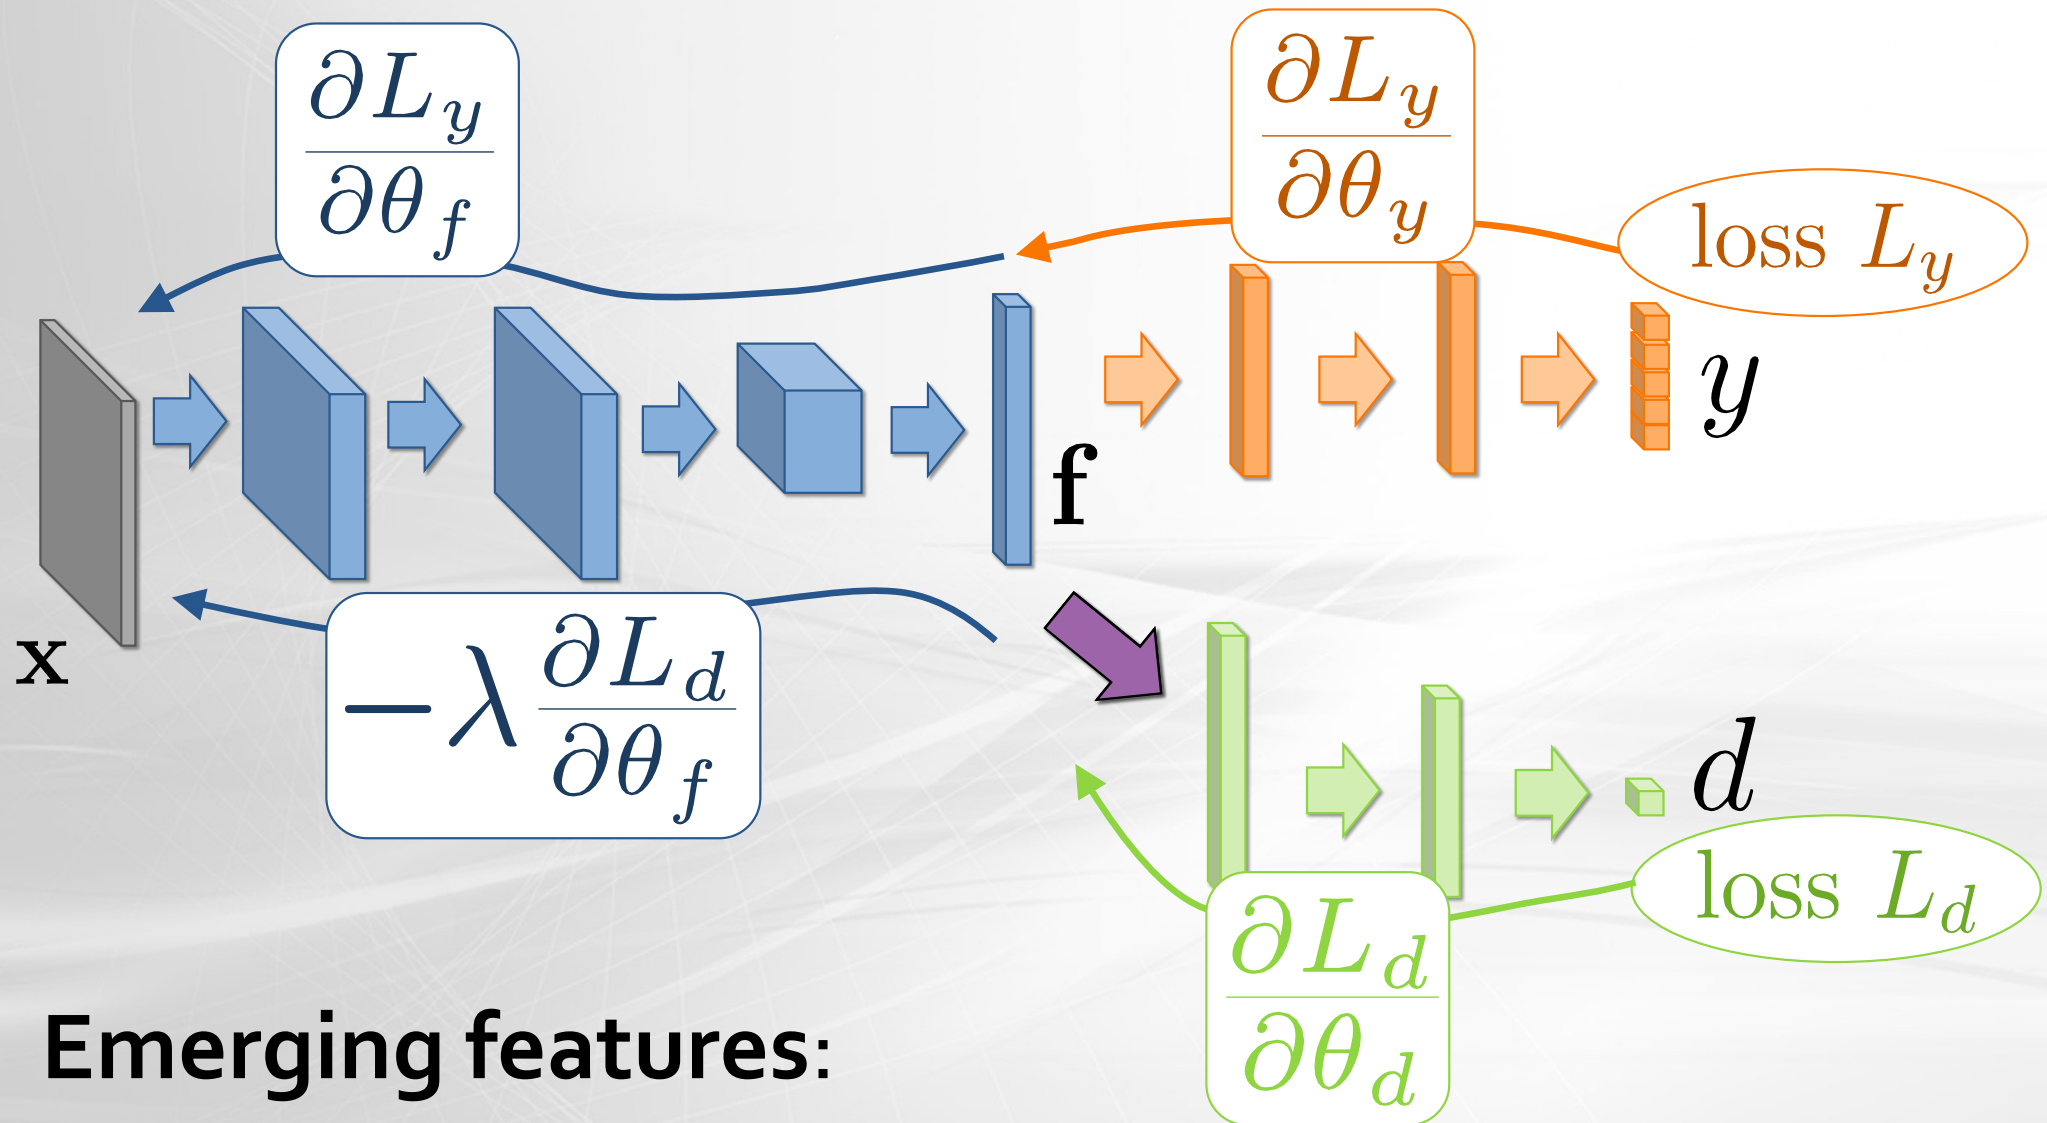 ∂L_y
∂θ_f
∂L_y
∂θ_y
loss L_y
y
f
x
−λ ∂L_d
∂θ_f
d
loss L_d
∂L_d
∂θ_d
Emerging features: